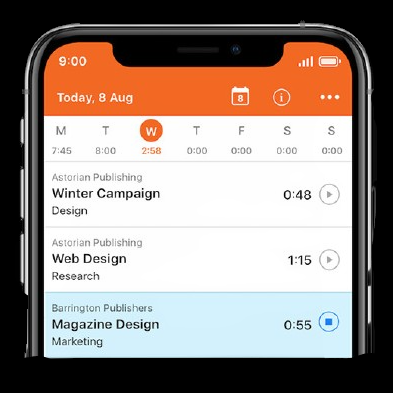 9:00
Today, 8 Aug 8
M T W T F S S
7:45 8:00 2:58 0:00 0:00 0:00 0:00
Astorian Publishing
Winter Campaign 0:48
Design
Astorian Publishing
Web Design 1:15
Research
Barrington Publishers
Magazine Design 0:55
Marketing